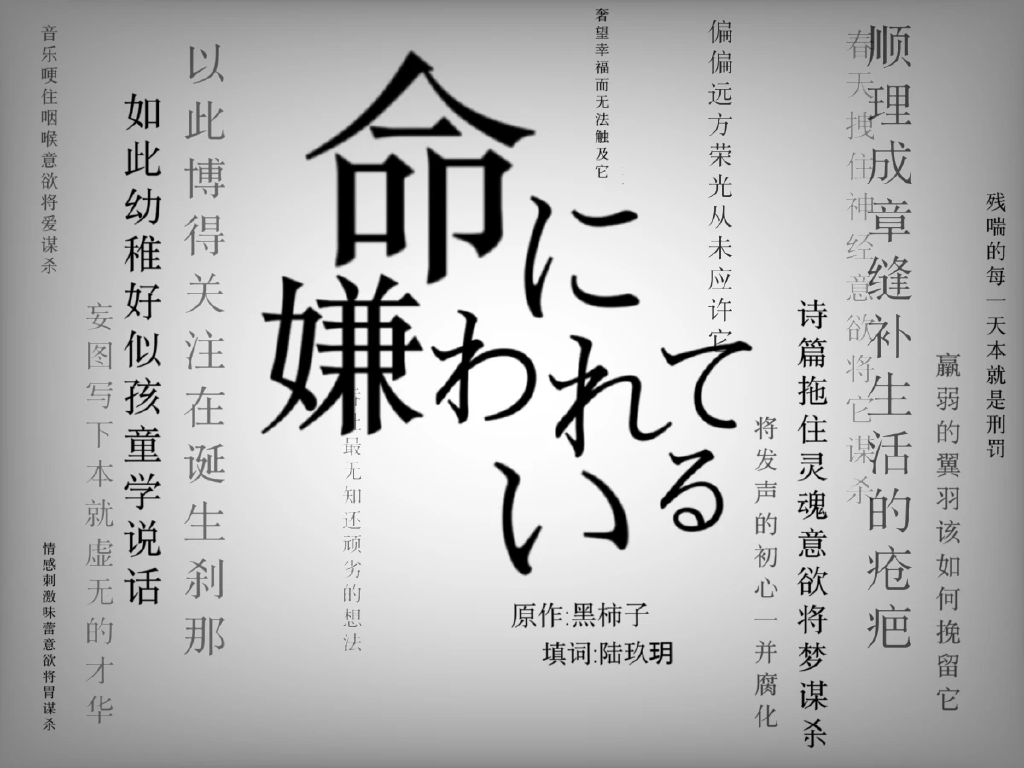 音乐哽住咽喉意欲将爱谋杀
情感刺激味蕾意欲将胃谋杀
妄图写下本就虚无的才华
如此幼稚好似孩童学说话
以此博得关注在诞生刹那
命に
嫌われて
いる
最无知还顽劣的想法
奢望幸福而无法触及它
原作:黑柿子
填词:陆玖玥
偏偏远方荣光从未应许它
将发声的初心一并腐化
诗篇拖住灵魂意欲将梦谋杀
春天拽住神经意欲将它谋杀
顺理成章缝补生活的疮疤
羸弱的翼羽该如何挽留它
残喘的每一天本就是刑罚